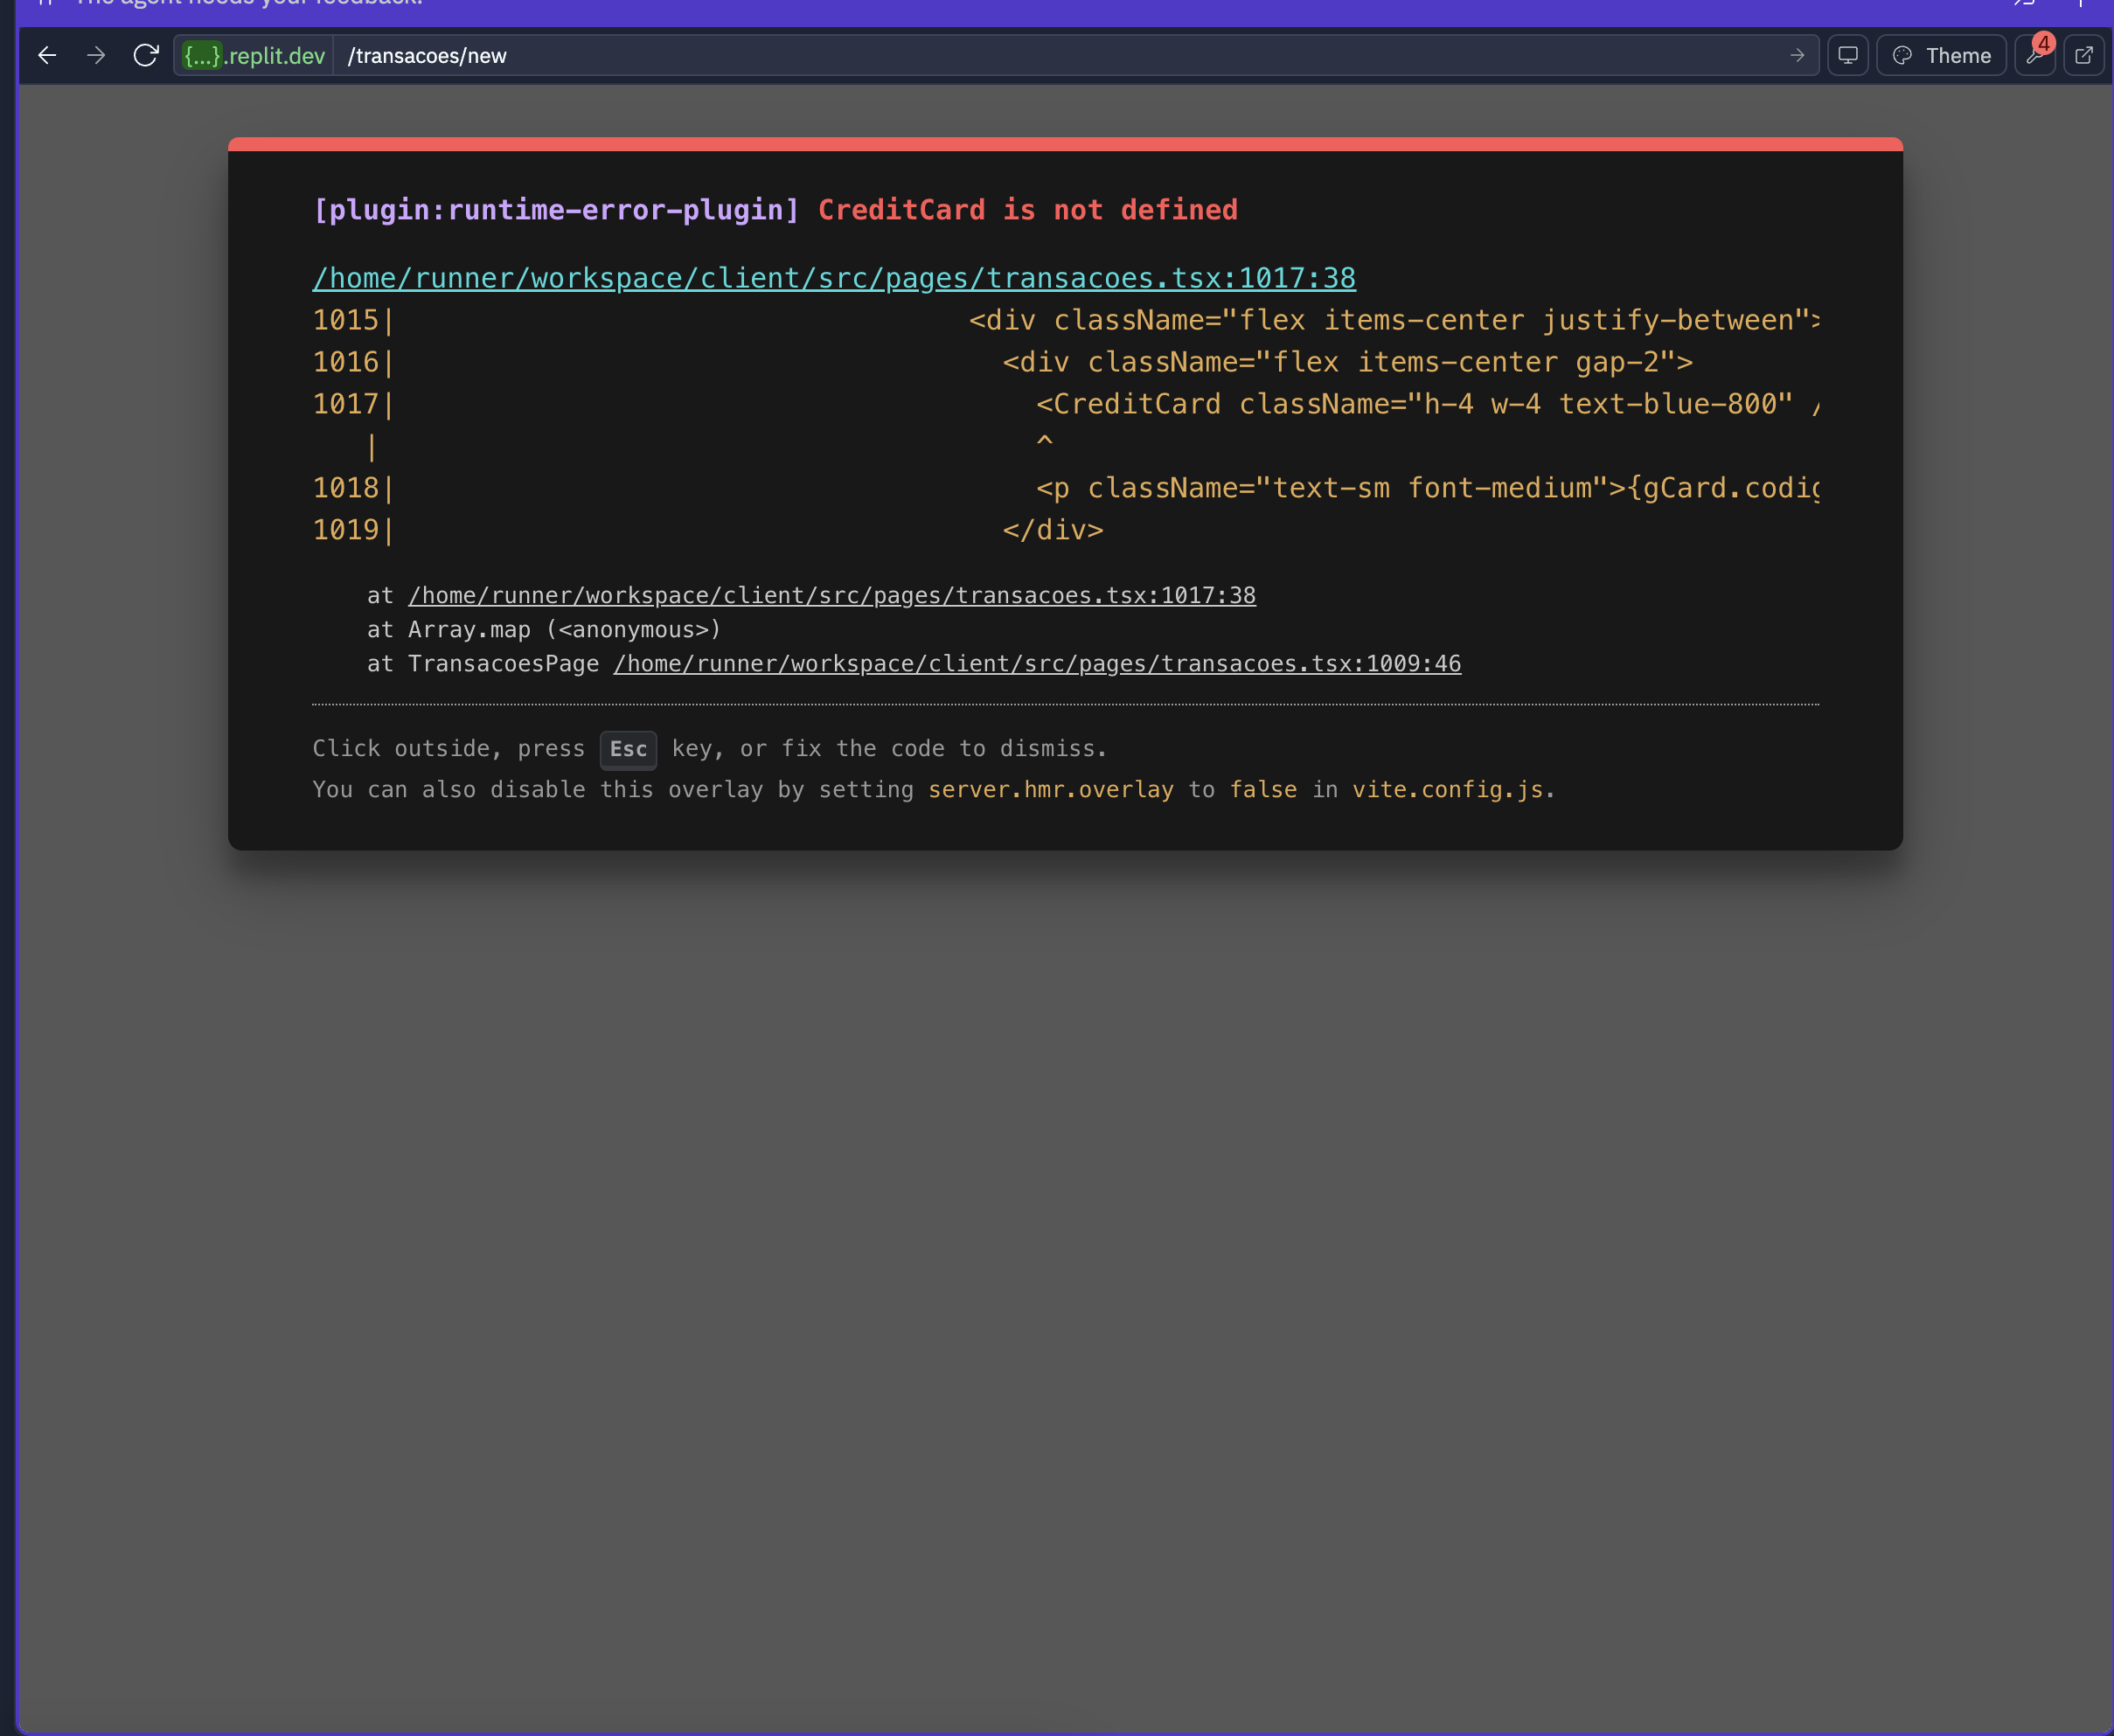 The agent needs your feedback.
{...}.replit.dev /transacoes/new Theme 4
[plugin:runtime-error-plugin] CreditCard is not defined
/home/runner/workspace/client/src/pages/transacoes.tsx:1017:38
1015| <div className="flex items-center justify-between">
1016| <div className="flex items-center gap-2">
1017| <CreditCard className="h-4 w-4 text-blue-800" /
| ^
1018| <p className="text-sm font-medium">{gCard.codig
1019| </div>
at /home/runner/workspace/client/src/pages/transacoes.tsx:1017:38
at Array.map (<anonymous>)
at TransacoesPage /home/runner/workspace/client/src/pages/transacoes.tsx:1009:46
Click outside, press Esc key, or fix the code to dismiss.
You can also disable this overlay by setting server.hmr.overlay to false in vite.config.js.